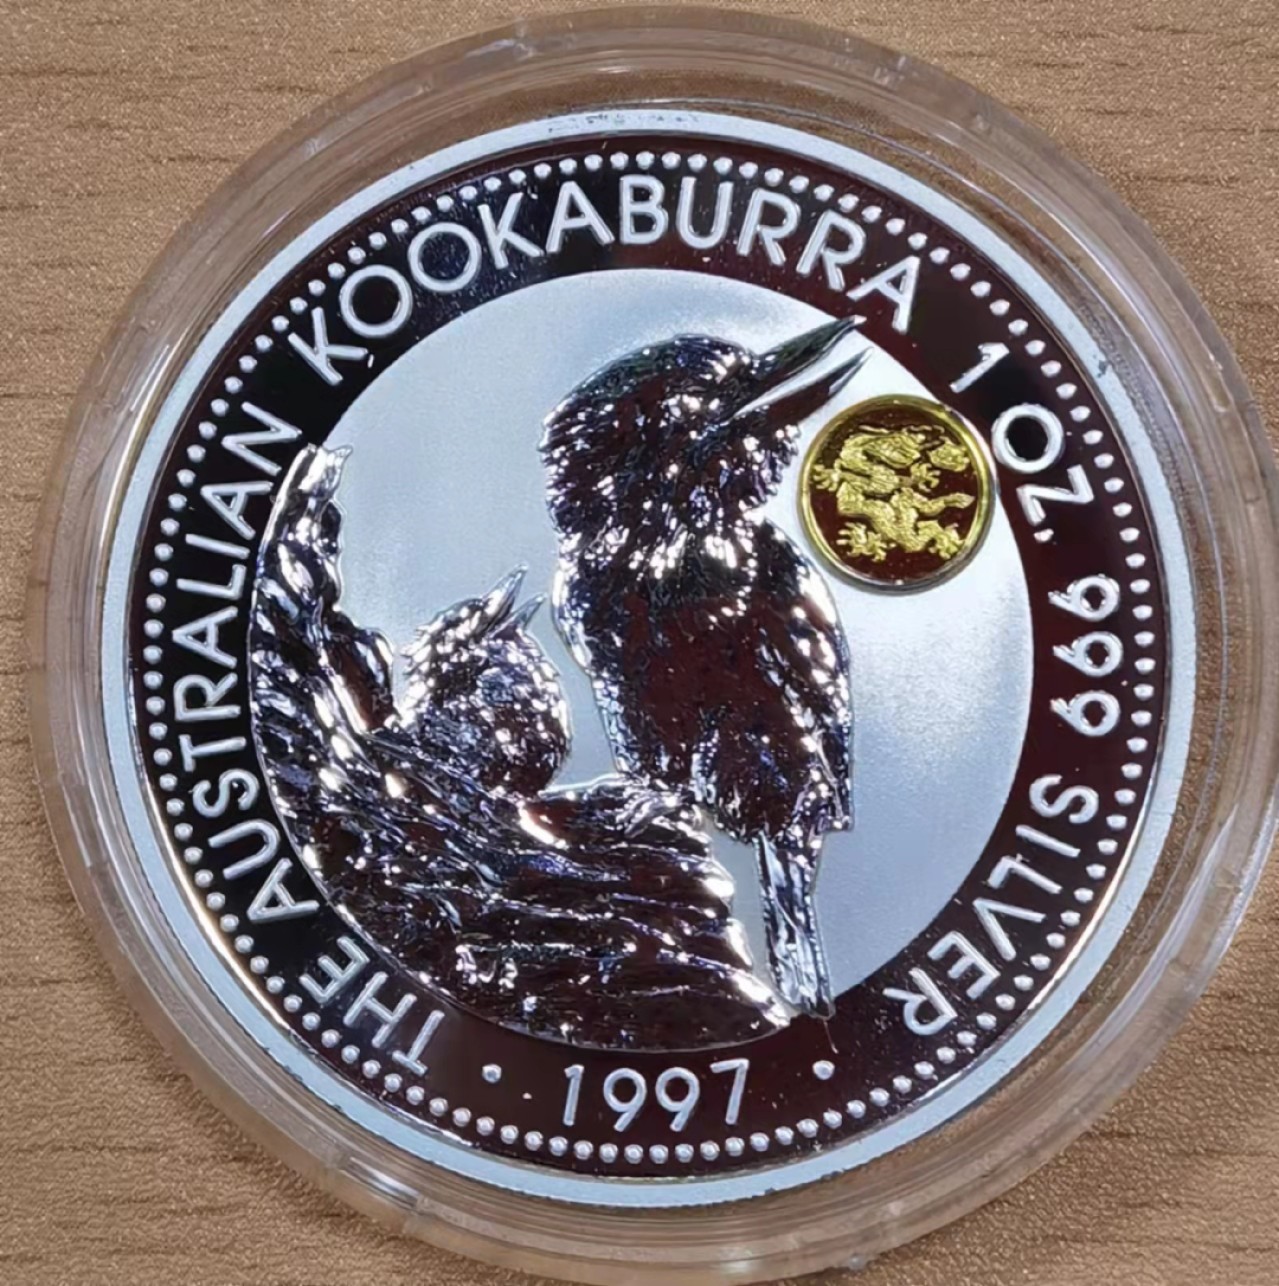 THE AUSTRALIAN KOOKABURRA 1 OZ. 999 SILVER
• 1997 •